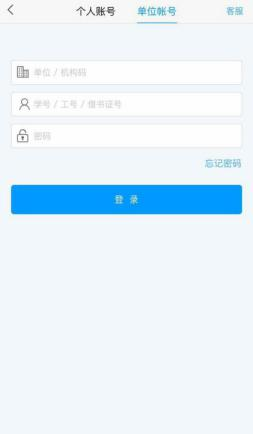 个人账号 单位帐号 客服
单位 / 机构码
学号 / 工号 / 借书证号
密码
忘记密码
登 录